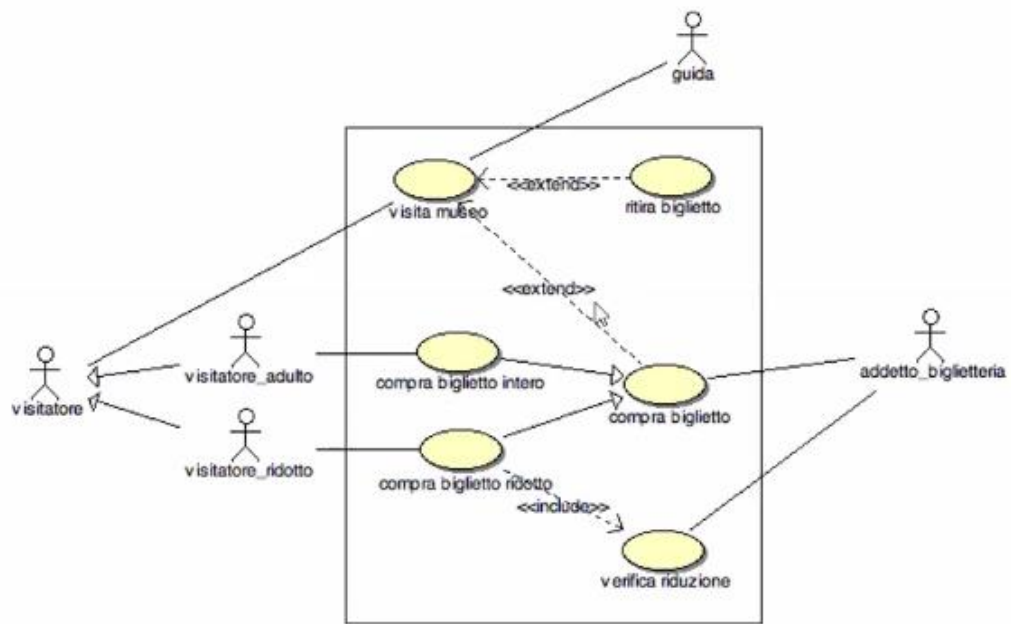 guida
<<extend>>
visita museo
ritira biglietto
<<extend>>
visitatore_adulto
compra biglietto intero
addetto_biglietteria
visitatore
compra biglietto
visitatore_ridotto
compra biglietto ridotto
<<include>>
verifica riduzione